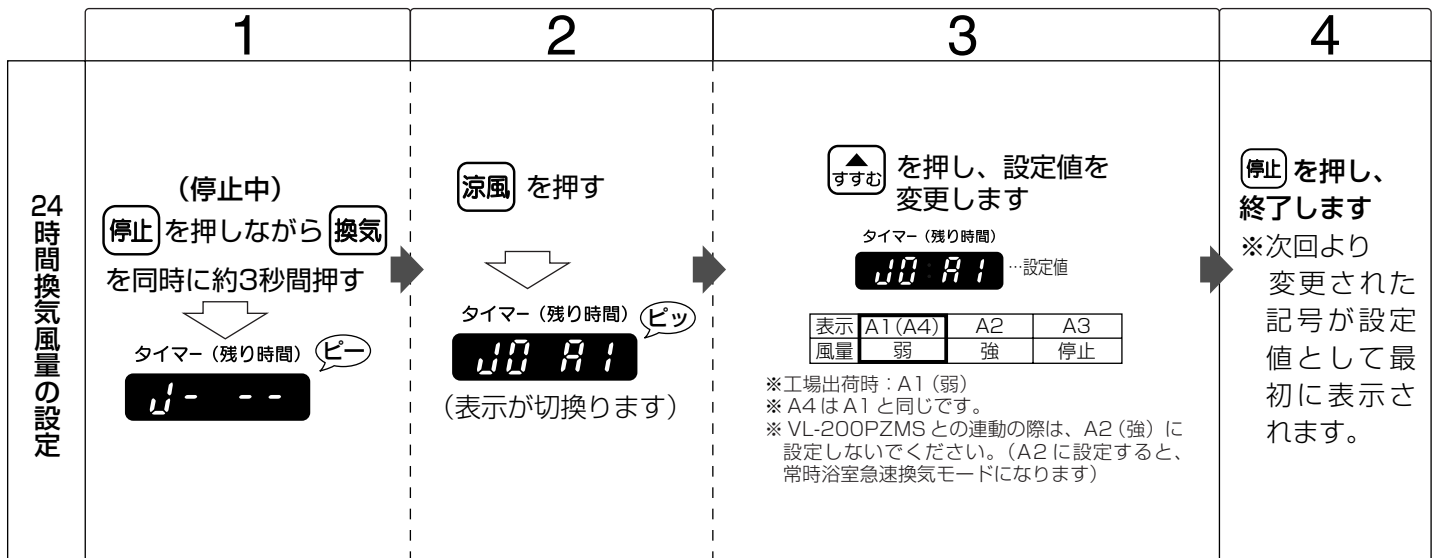 1
2
3
4
24時間換気風量の設定
(停止中)
停止を押しながら換気
を同時に約3秒間押す
タイマー(残り時間) ピー
J- --
涼風 を押す
タイマー(残り時間) ピッ
J0 A1
(表示が切換ります)
▲すすむ を押し、設定値を
変更します
タイマー(残り時間)
J0:A1 …設定値
表示 A1(A4) A2 A3
風量 弱 強 停止
※工場出荷時:A1(弱)
※ A4はA1と同じです。
※ VL-200PZMSとの連動の際は、A2(強)に
設定しないでください。(A2に設定すると、
常時浴室急速換気モードになります)
停止 を押し、
終了します
※次回より
変更された
記号が設定
値として最
初に表示さ
れます。